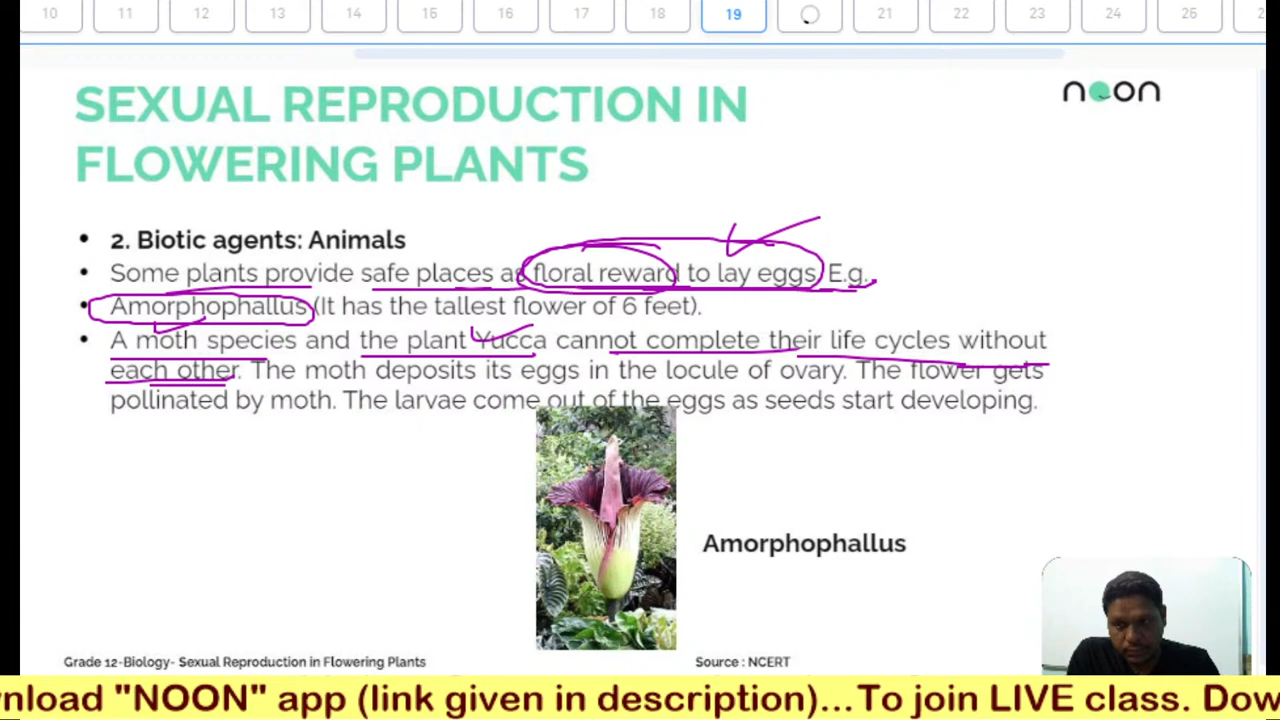 10 11 12 13 14 15 16 17 18 19 21 22 23 24 25
SEXUAL REPRODUCTION IN
noon
FLOWERING PLANTS
• 2. Biotic agents: Animals
• Some plants provide safe places as floral reward to lay eggs. E.g.,
• Amorphophallus (It has the tallest flower of 6 feet).
• A moth species and the plant Yucca cannot complete their life cycles without
each other. The moth deposits its eggs in the locule of ovary. The flower gets
pollinated by moth. The larvae come out of the eggs as seeds start developing.
Amorphophallus
Grade 12-Biology- Sexual Reproduction in Flowering Plants
Source : NCERT
wnload "NOON" app (link given in description)...To join LIVE class. Dow